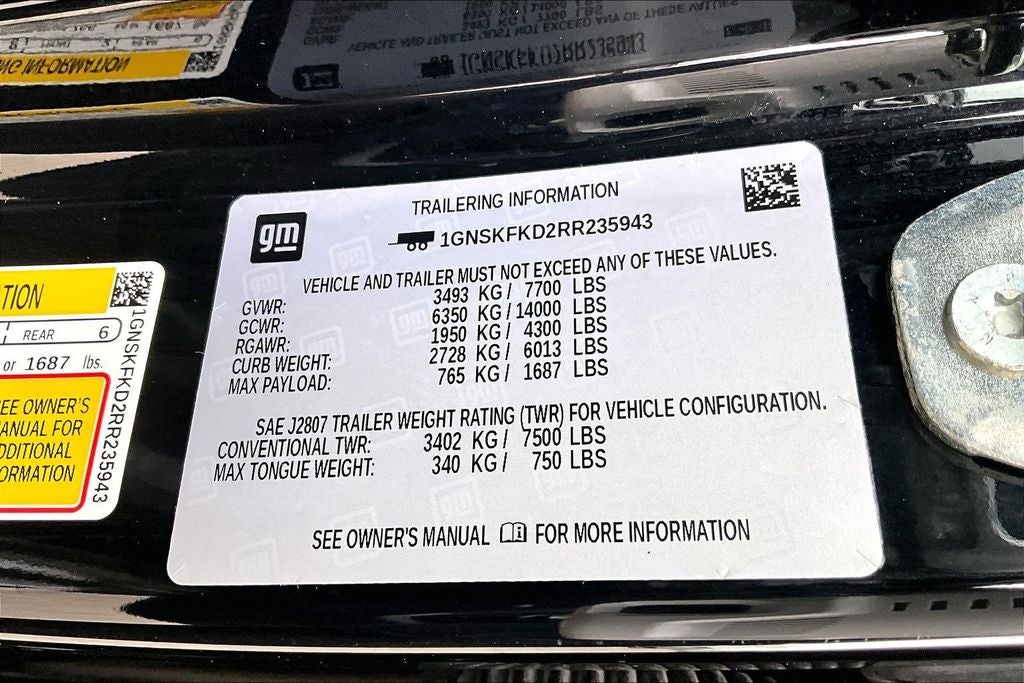 TRAILERING INFORMATION
gm
1GNSKFKD2RR235943
VEHICLE AND TRAILER MUST NOT EXCEED ANY OF THESE VALUES.
GVWR: 3493 KG / 7700 LBS
GCWR: 6350 KG / 14000 LBS
RGAWR: 1950 KG / 4300 LBS
CURB WEIGHT: 2728 KG / 6013 LBS
MAX PAYLOAD: 765 KG / 1687 LBS
SAE J2807 TRAILER WEIGHT RATING (TWR) FOR VEHICLE CONFIGURATION.
CONVENTIONAL TWR: 3402 KG / 7500 LBS
MAX TONGUE WEIGHT: 340 KG / 750 LBS
SEE OWNER'S MANUAL FOR MORE INFORMATION
TION
REAR 6
or 1687 lbs.
EE OWNER'S
ANUAL FOR
DDITIONAL
ORMATION
1GNSKFKD2RR235943